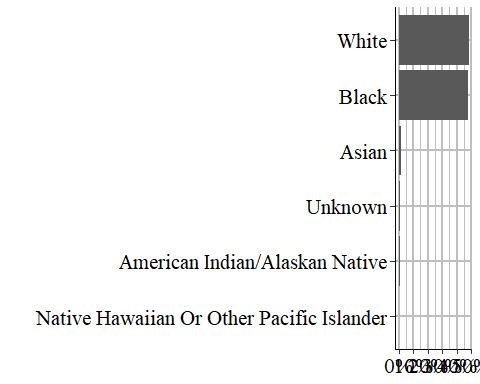 White
Black
Asian
Unknown
American Indian/Alaskan Native
Native Hawaiian Or Other Pacific Islander